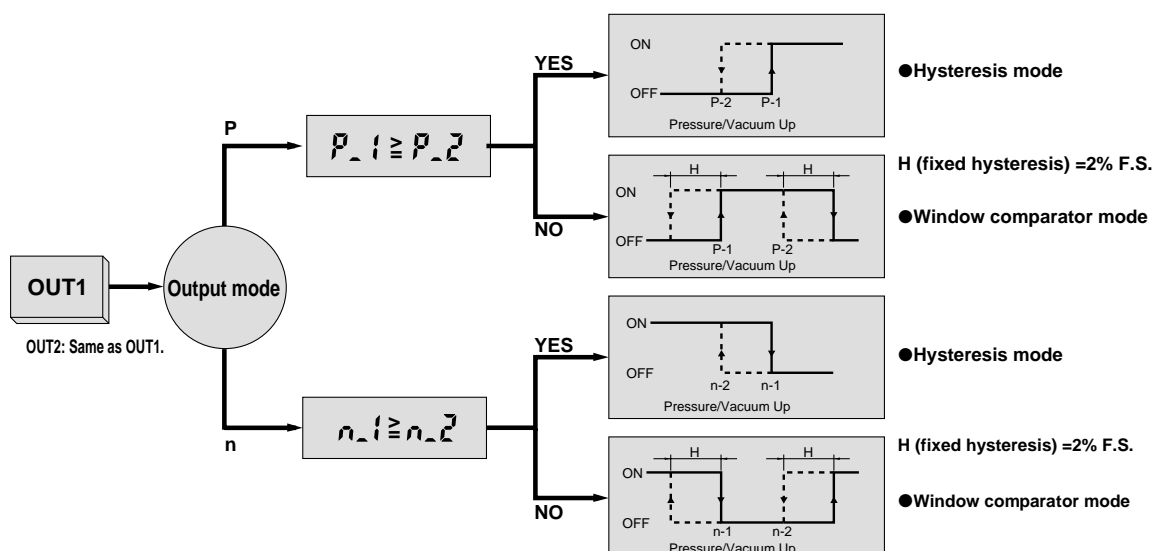 OUT1
OUT2: Same as OUT1.
Output mode
P
P_1 ≧ P_2
YES
ON
OFF
P-2 P-1
Pressure/Vacuum Up
●Hysteresis mode
NO
H H
ON
OFF
P-1 P-2
Pressure/Vacuum Up
H (fixed hysteresis) =2% F.S.
●Window comparator mode
n
n_1 ≧ n_2
YES
ON
OFF
n-2 n-1
Pressure/Vacuum Up
●Hysteresis mode
NO
H H
ON
OFF
n-1 n-2
Pressure/Vacuum Up
H (fixed hysteresis) =2% F.S.
●Window comparator mode